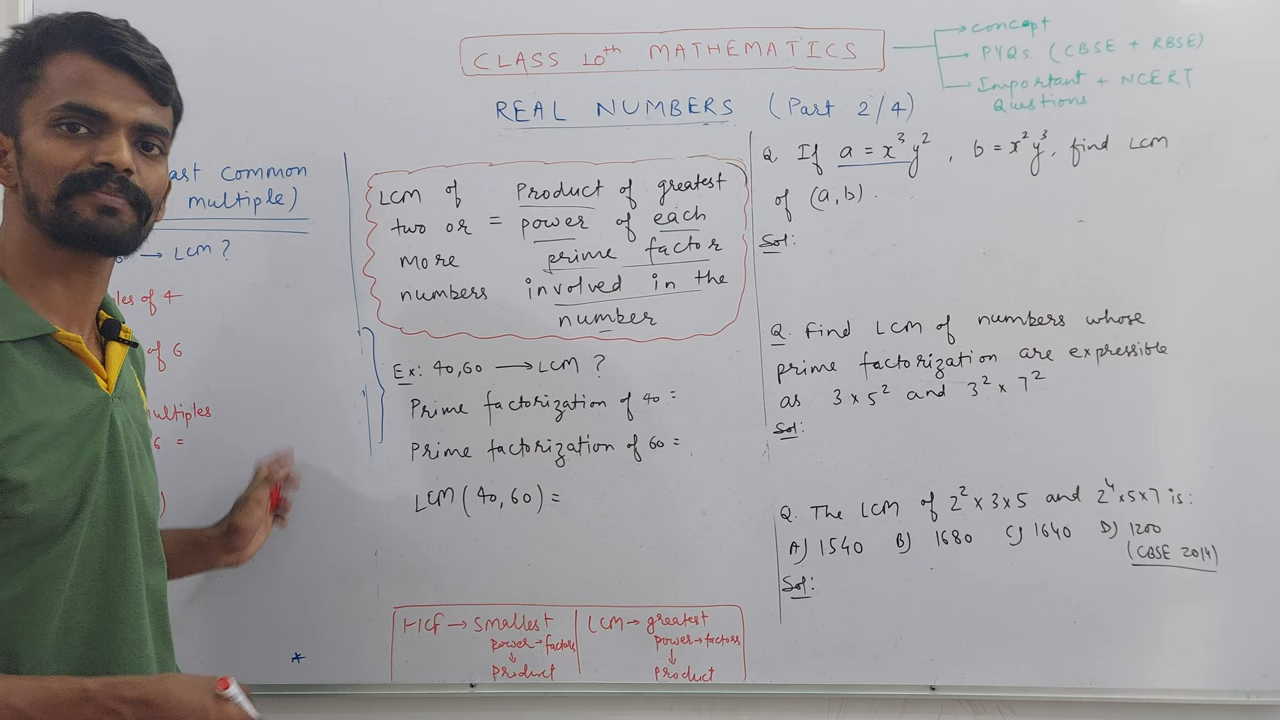 CLASS 10th MATHEMATICS
concept
PYQs (CBSE + RBSE)
Important + NCERT
Questions
REAL NUMBERS (Part 2/4)
common
multiple)
→ LCM ?
of 4
of 6
6 =
)
LCM of = Product of greatest
two or power of each
more prime factor
numbers involved in the
number
Ex: 40,60 → LCM ?
Prime factorization of 40 =
Prime factorization of 60 =
LCM (40,60) =
HCF → smallest
power → factors
↓
Product
LCM → greatest
power → factors
↓
Product
*
Q. If a = x³y² , b = x²y³, find LCM
of (a,b).
Sol:
Q. Find LCM of numbers whose
prime factorization are expressible
as 3 × 5² and 3² × 7²
Sol:
Q. The LCM of 2² × 3 × 5 and 2⁴ × 5 × 7 is:
A) 1540 B) 1680 C) 1640 D) 1200
(CBSE 2014)
Sol: